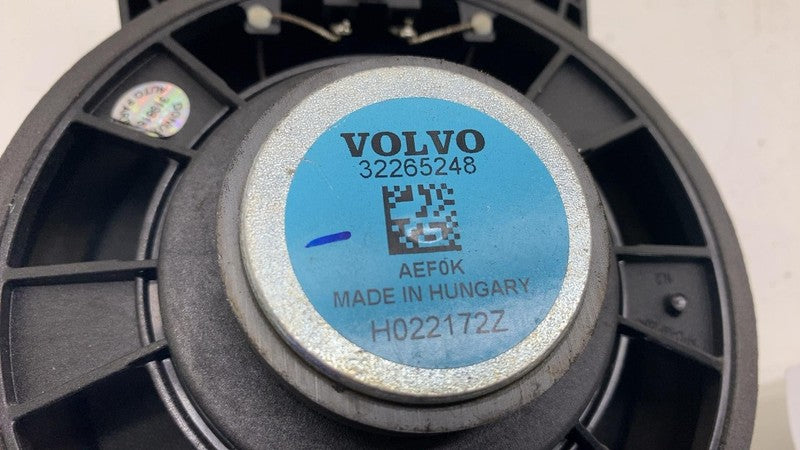 VOLVO
32265248
AEF0K
MADE IN HUNGARY
H022172Z